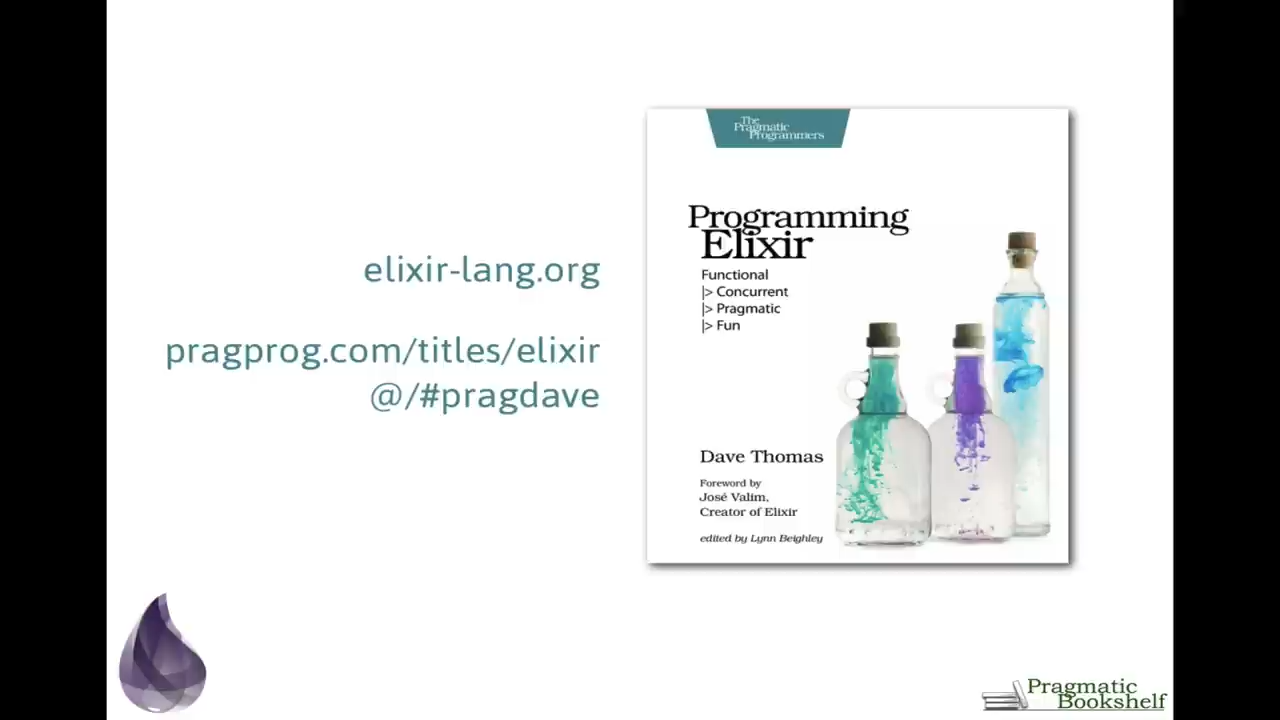 elixir-lang.org
pragprog.com/titles/elixir
@/#pragdave
The
Pragmatic
Programmers
Programming
Elixir
Functional
|> Concurrent
|> Pragmatic
|> Fun
Dave Thomas
Foreword by
José Valim,
Creator of Elixir
edited by Lynn Beighley
Pragmatic
Bookshelf